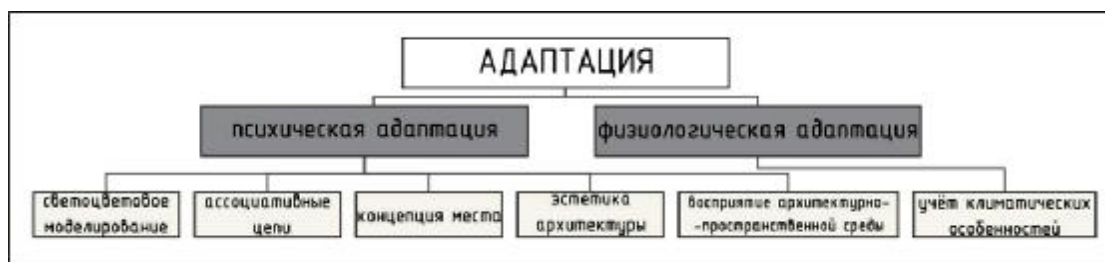 АДАПТАЦИЯ
психическая адаптация
физиологическая адаптация
светоцветовое
моделирование
ассоциативные
цепи
концепция места
эстетика
архитектуры
восприятие архитектурно-
-пространственной среды
учёт климатических
особенностей